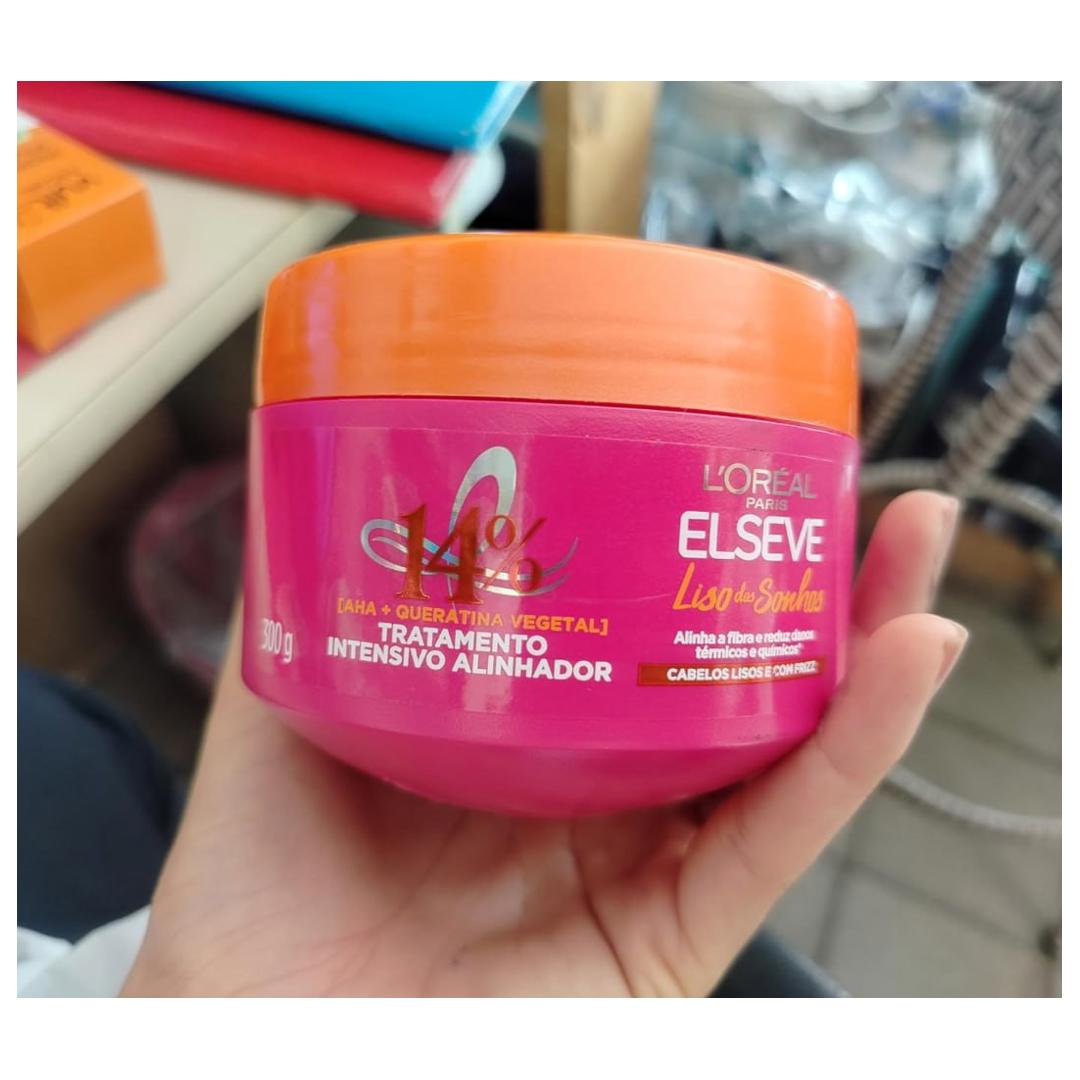 14%
[AHA + QUERATINA VEGETAL]
TRATAMENTO
INTENSIVO ALINHADOR
300 g
L'ORÉAL
PARIS
ELSEVE
Liso dos Sonhos
Alinha a fibra e reduz danos
térmicos e químicos*
CABELOS LISOS E COM FRIZZ